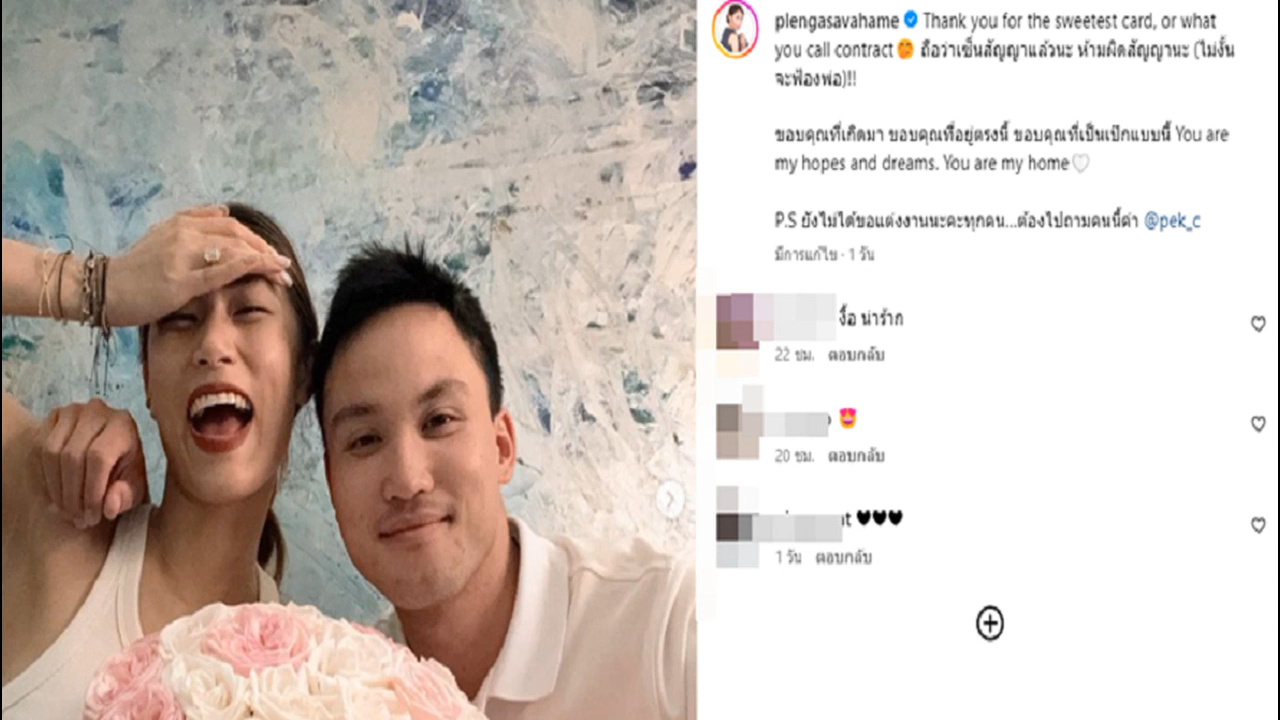 plengasavahame Thank you for the sweetest card, or what
you call contract 🤭 ถือว่าเซ็นสัญญาแล้วนะ ห้ามผิดสัญญานะ (ไม่งั้น
จะฟ้องพ่อ)!!
ขอบคุณที่เกิดมา ขอบคุณที่อยู่ตรงนี้ ขอบคุณที่เป็นเป๊กแบบนี้ You are
my hopes and dreams. You are my home🤍
P.S ยังไม่ได้ขอแต่งงานนะคะทุกคน...ต้องไปถามคนนี้ค่า @pek_c
มีการแก้ไข · 1 วัน
งื้อ น่าร้าก
22 ชม. ตอบกลับ
🤩
20 ชม. ตอบกลับ
🖤🖤🖤
1 วัน ตอบกลับ